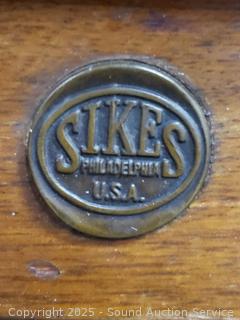 SIKES
PHILADELPHIA
U.S.A.
Copyright 2025 - Sound Auction Service